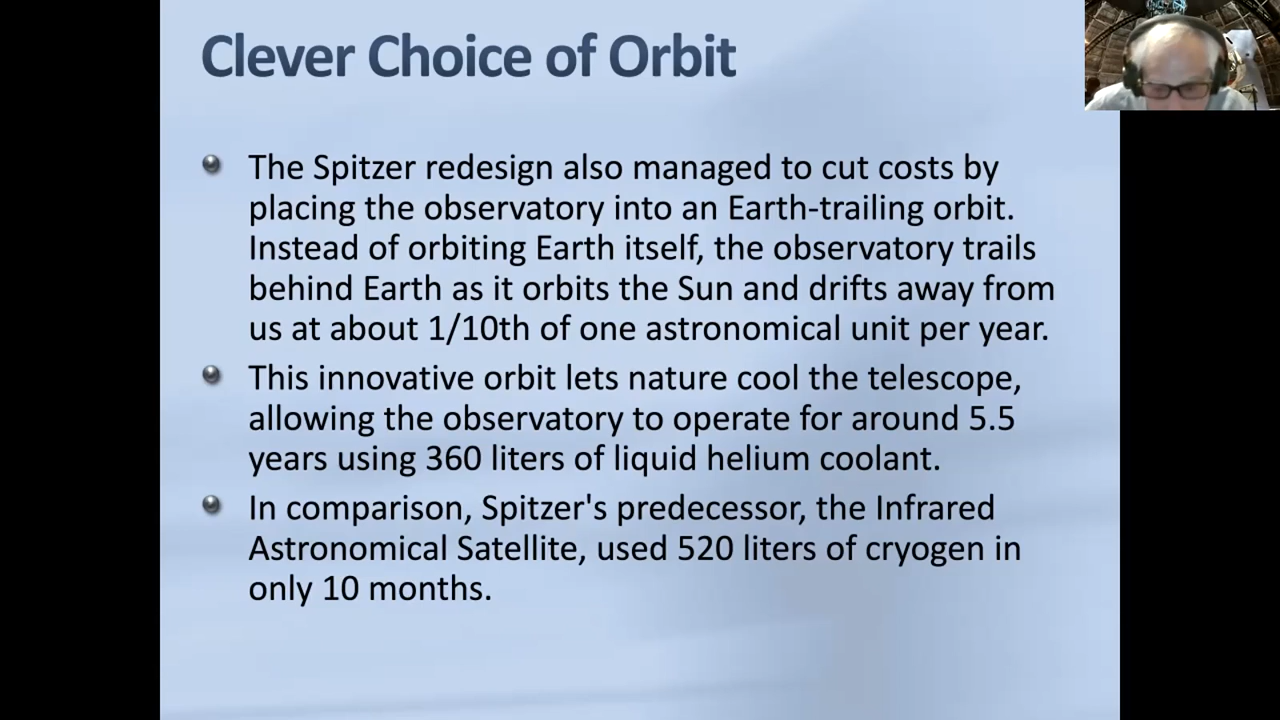 Clever Choice of Orbit
The Spitzer redesign also managed to cut costs by
placing the observatory into an Earth-trailing orbit.
Instead of orbiting Earth itself, the observatory trails
behind Earth as it orbits the Sun and drifts away from
us at about 1/10th of one astronomical unit per year.
This innovative orbit lets nature cool the telescope,
allowing the observatory to operate for around 5.5
years using 360 liters of liquid helium coolant.
In comparison, Spitzer's predecessor, the Infrared
Astronomical Satellite, used 520 liters of cryogen in
only 10 months.